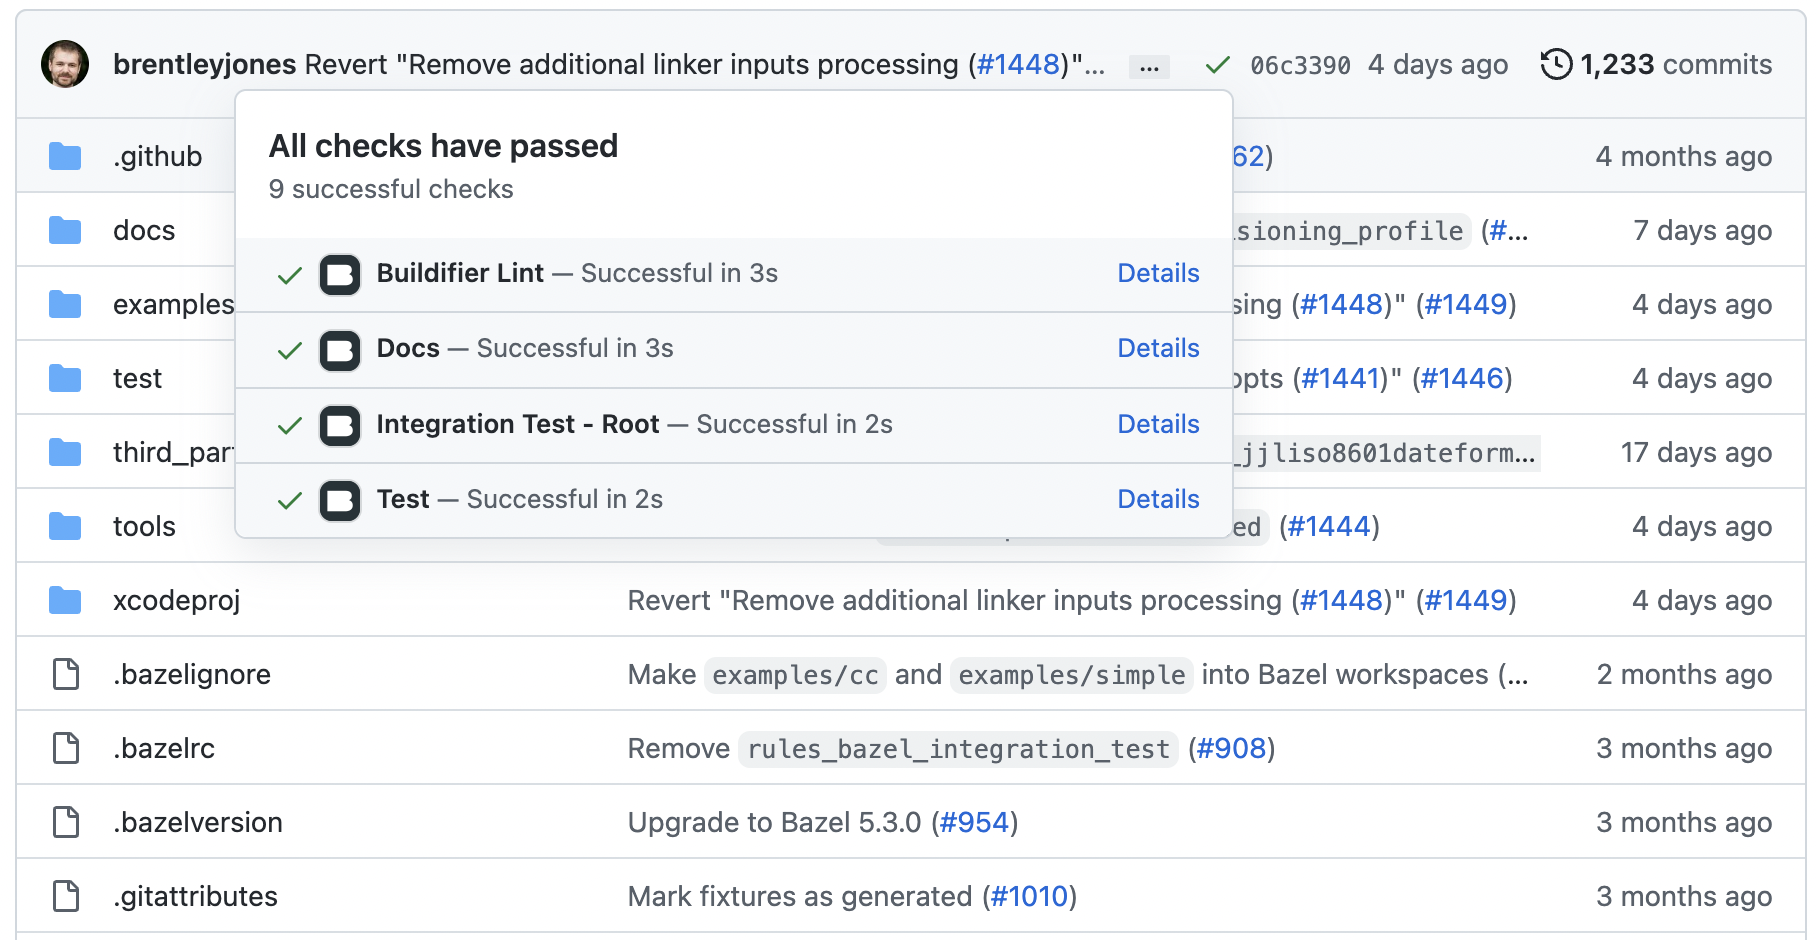 brentleyjones Revert "Remove additional linker inputs processing (#1448)"... ... 06c3390 4 days ago 1,233 commits
All checks have passed
9 successful checks
Buildifier Lint — Successful in 3s Details
Docs — Successful in 3s Details
Integration Test - Root — Successful in 2s Details
Test — Successful in 2s Details
.github 62) 4 months ago
docs sioning_profile (#... 7 days ago
examples sing (#1448)" (#1449) 4 days ago
test opts (#1441)" (#1446) 4 days ago
third_par _jjliso8601dateform... 17 days ago
tools ed (#1444) 4 days ago
xcodeproj Revert "Remove additional linker inputs processing (#1448)" (#1449) 4 days ago
.bazelignore Make examples/cc and examples/simple into Bazel workspaces (... 2 months ago
.bazelrc Remove rules_bazel_integration_test (#908) 3 months ago
.bazelversion Upgrade to Bazel 5.3.0 (#954) 3 months ago
.gitattributes Mark fixtures as generated (#1010) 3 months ago